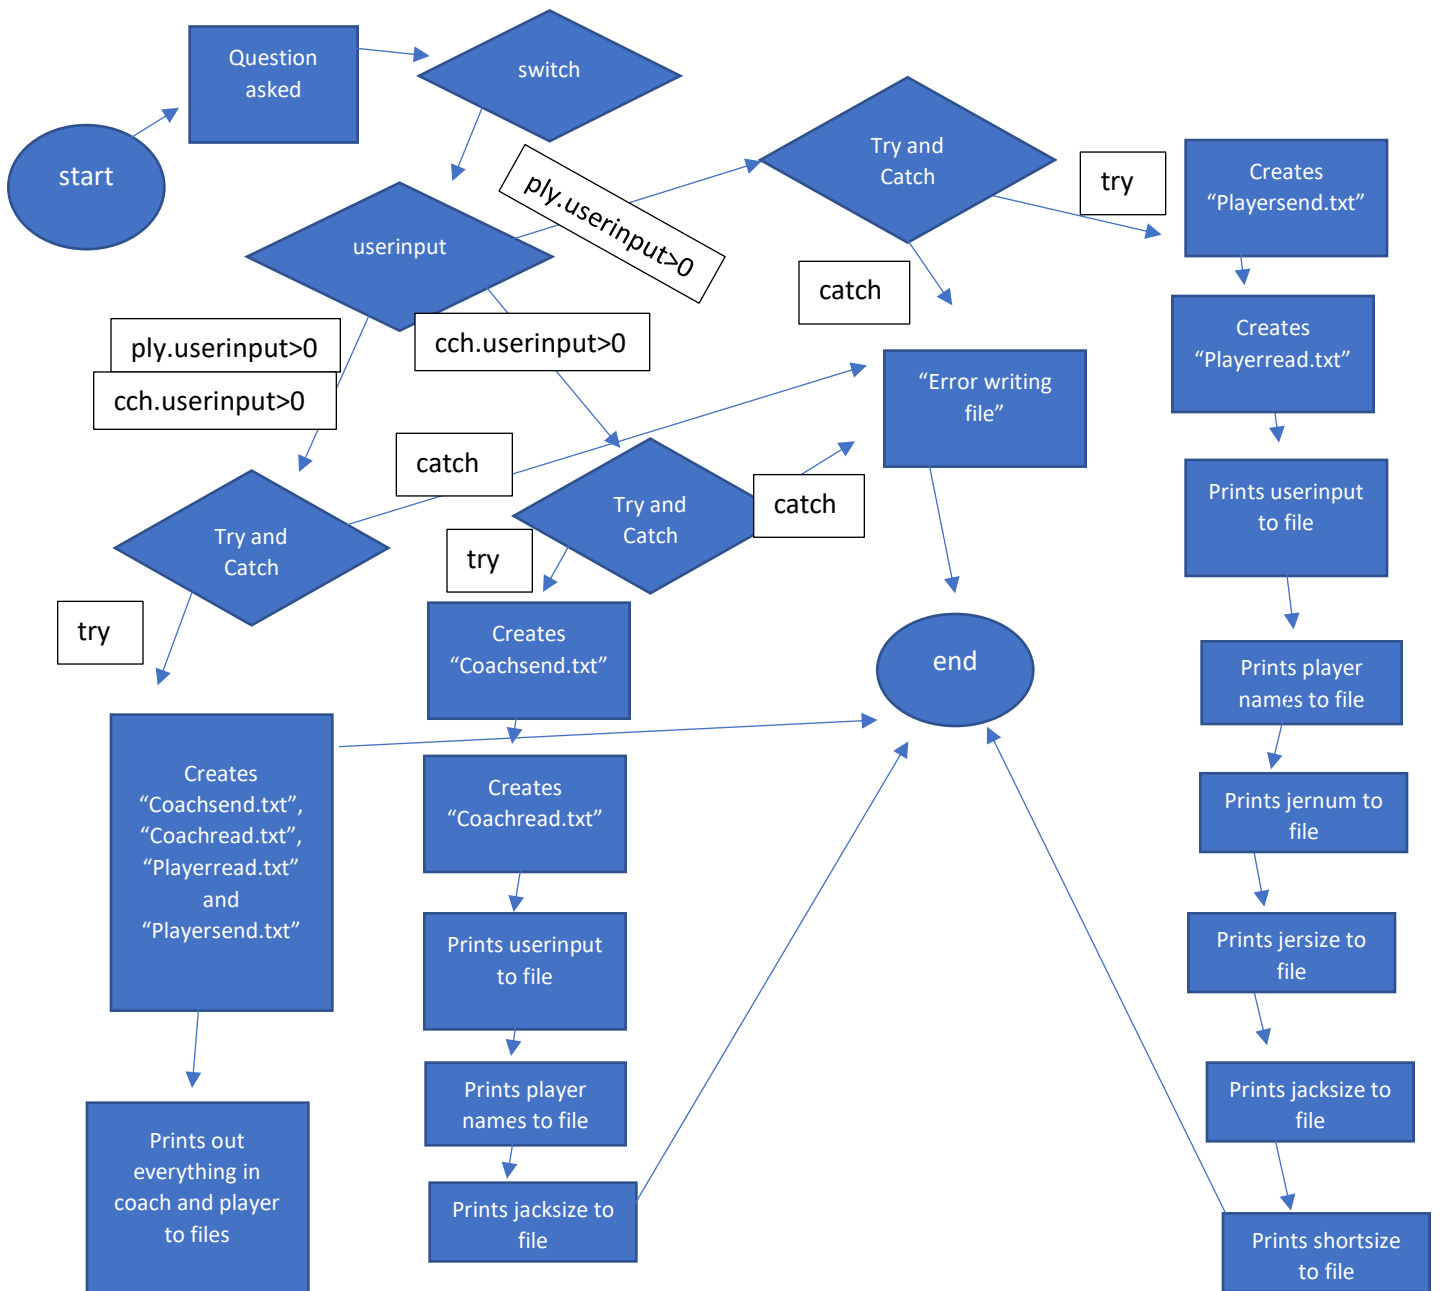 start
Question
asked
switch
userinput
ply.userinput>0
Try and
Catch
try
catch
Creates
“Playersend.txt”
Creates
“Playerread.txt”
Prints userinput
to file
Prints player
names to file
Prints jernum to
file
Prints jersize to
file
Prints jacksize to
file
Prints shortsize
to file
cch.userinput>0
Try and
Catch
catch
try
“Error writing
file”
end
Creates
“Coachsend.txt”
Creates
“Coachread.txt”
Prints userinput
to file
Prints player
names to file
Prints jacksize to
file
ply.userinput>0
cch.userinput>0
Try and
Catch
catch
try
Creates
“Coachsend.txt”,
“Coachread.txt”,
“Playerread.txt”
and
“Playersend.txt”
Prints out
everything in
coach and player
to files